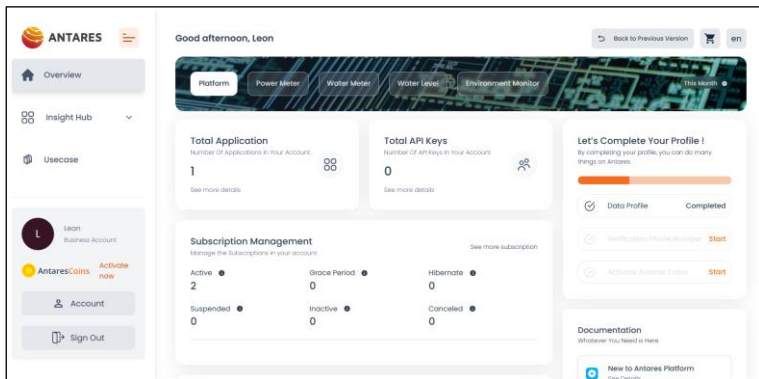 ANTARES
Overview
Insight Hub
Usecase
L
Leon
Business Account
AntaresCoins
Activate
now
Account
Sign Out
Good afternoon, Leon
Back to Previous Version
en
Platform
Power Meter
Water Meter
Water Level
Environment Monitor
This Month
Total Application
Number Of Applications In Your Account
1
See more details
Total API Keys
Number Of API Keys In Your Account
0
See more details
Subscription Management
Manage the Subscriptions in your account
See more subscription
Active
2
Grace Period
0
Hibernate
0
Suspended
0
Inactive
0
Canceled
0
Let's Complete Your Profile !
By completing your profile, you can do many
things on Antares
Data Profile
Completed
Verification Phone Number
Start
Activate Antares Coins
Start
Documentation
Whatever You Need is Here
New to Antares Platform
See Details